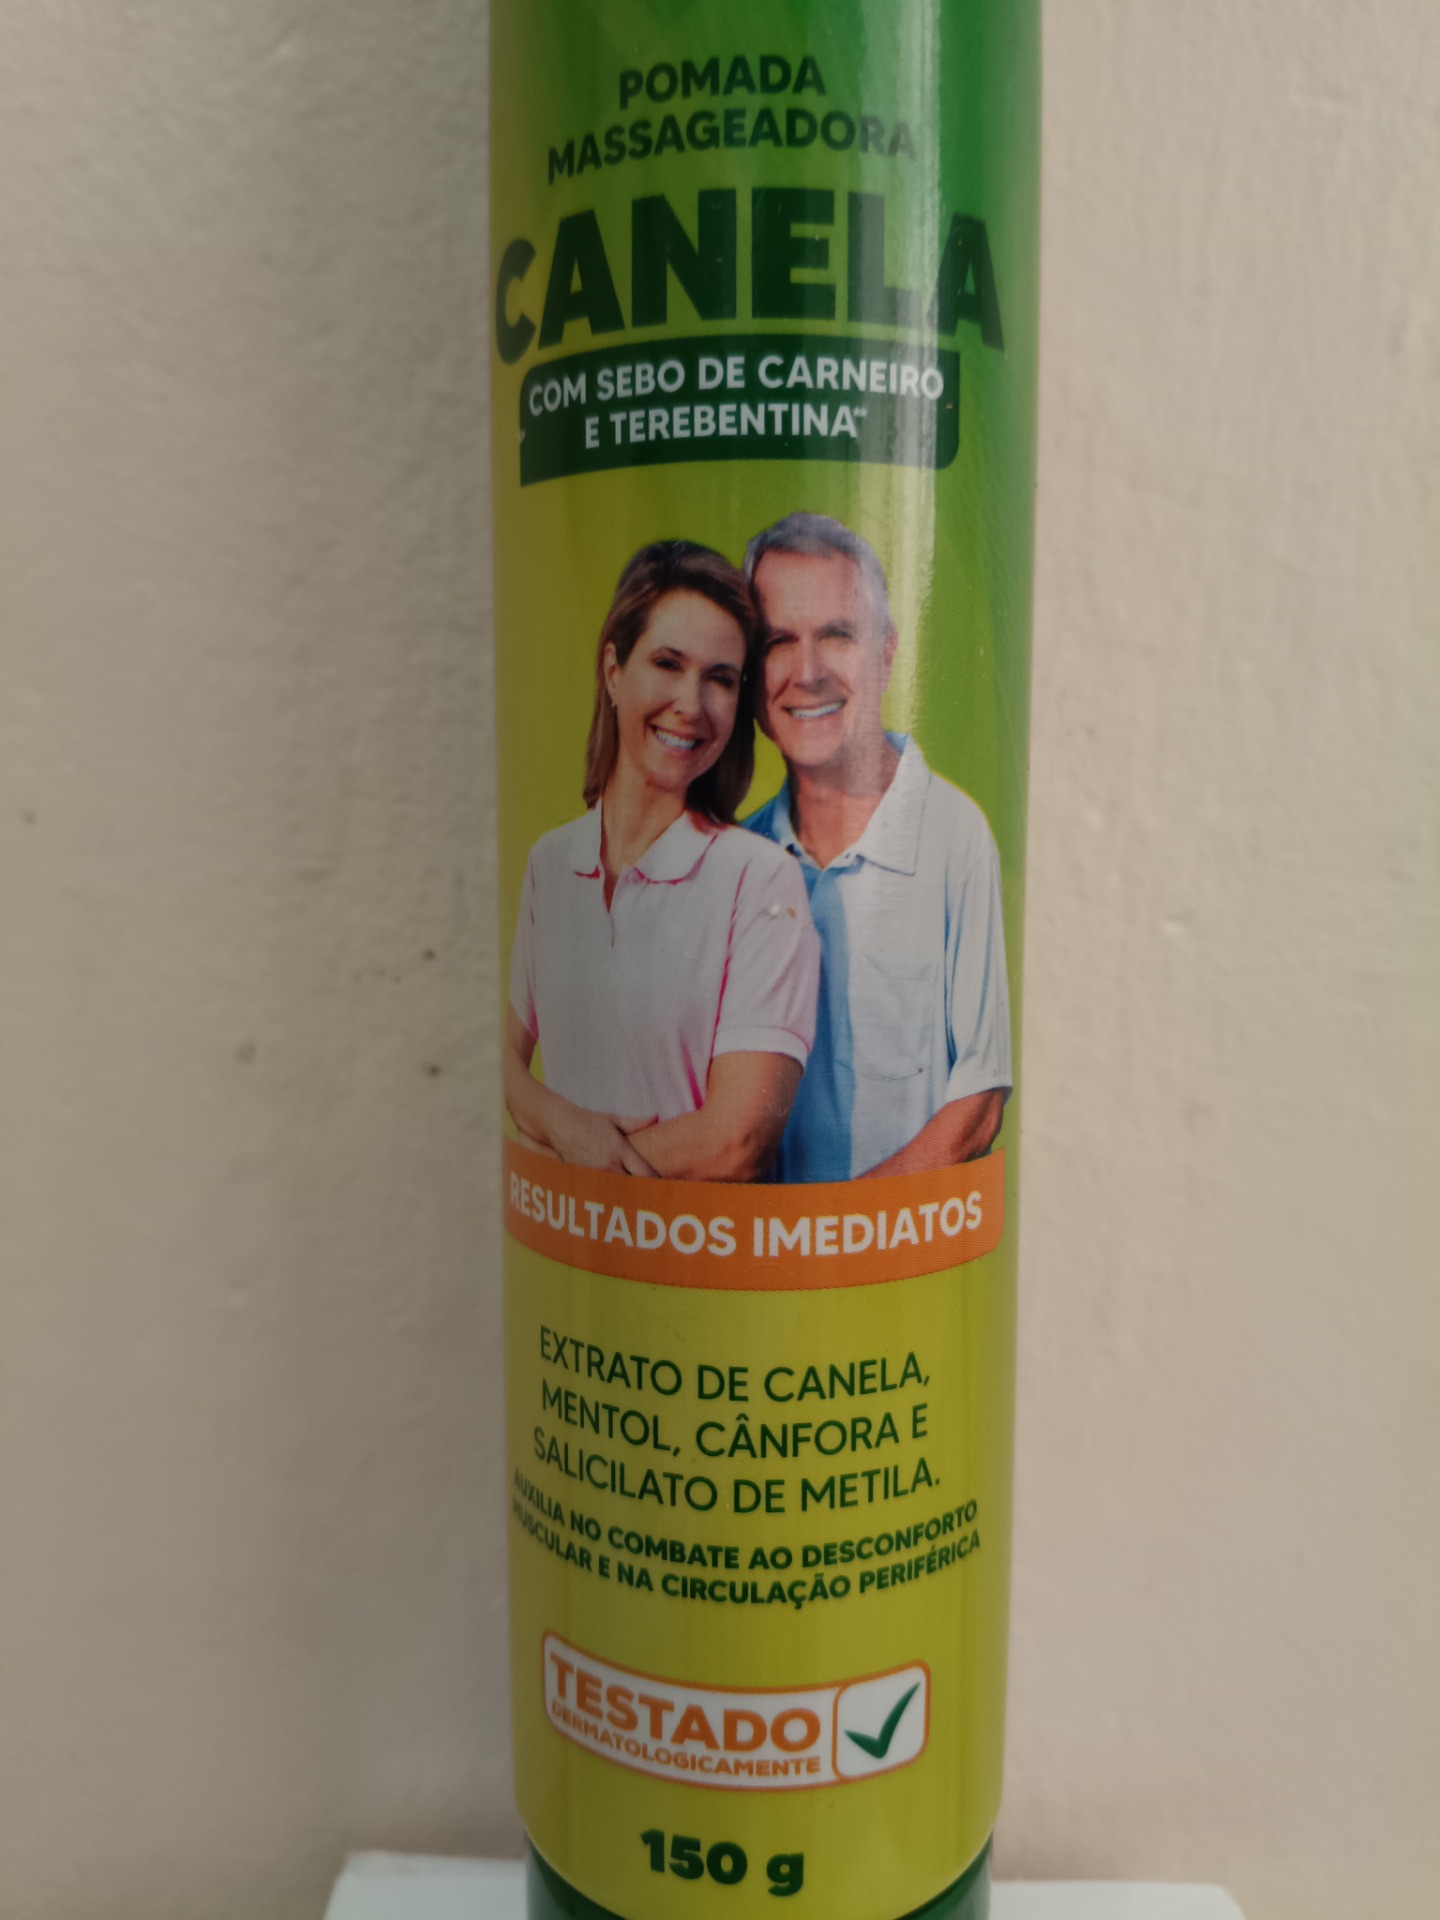 POMADA
MASSAGEADORA
CANELA
COM SEBO DE CARNEIRO
E TEREBENTINA**
RESULTADOS IMEDIATOS
EXTRATO DE CANELA,
MENTOL, CÂNFORA E
SALICILATO DE METILA.
AUXILIA NO COMBATE AO DESCONFORTO
MUSCULAR E NA CIRCULAÇÃO PERIFÉRICA
TESTADO
DERMATOLOGICAMENTE
150 g